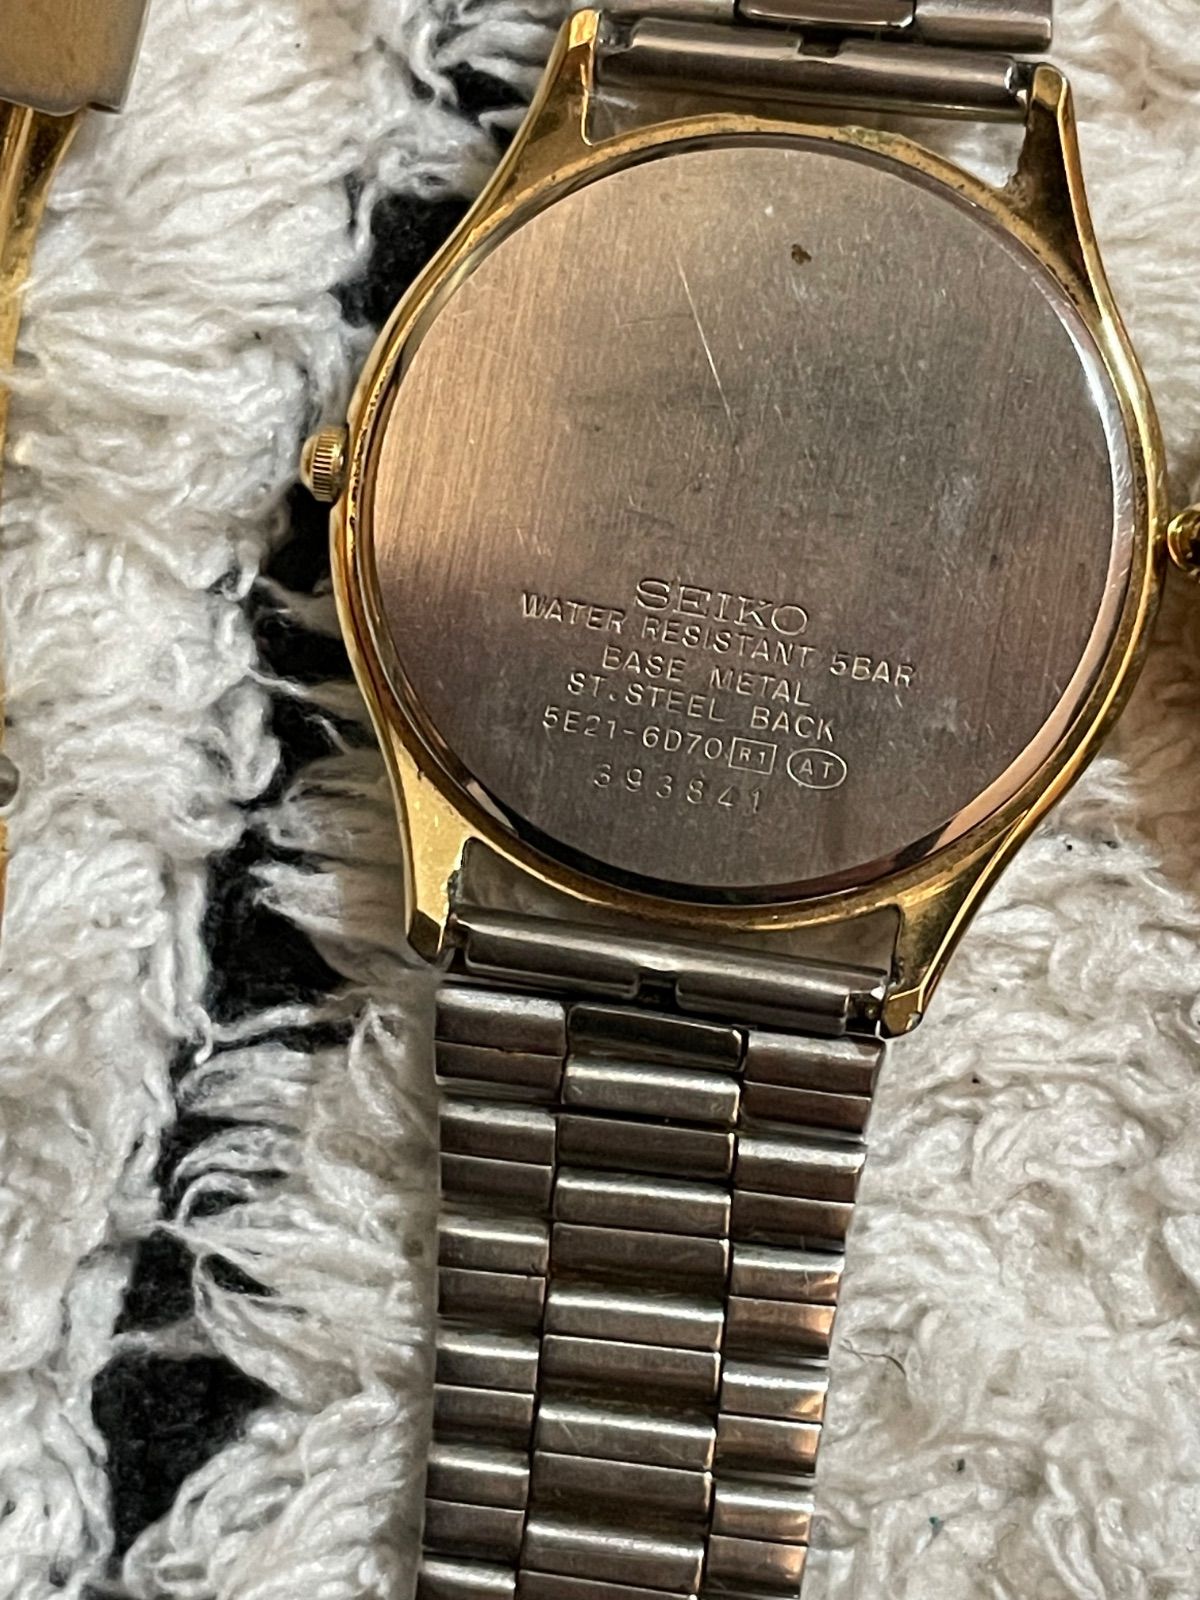 SEIKO
WATER RESISTANT 5BAR
BASE METAL
ST.STEEL BACK
5E21-6D70 R1 AT
393841